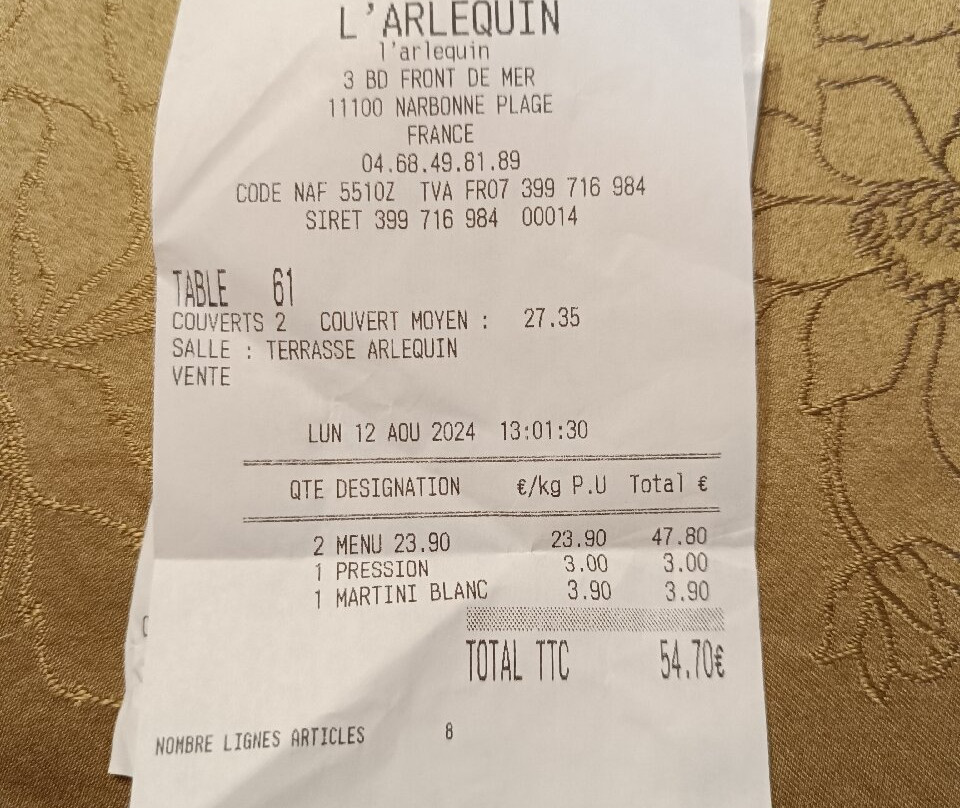 L'ARLEQUIN
l'arlequin
3 BD FRONT DE MER
11100 NARBONNE PLAGE
FRANCE
04.68.49.81.89
CODE NAF 5510Z TVA FR07 399 716 984
SIRET 399 716 984 00014
TABLE 61
COUVERTS 2 COUVERT MOYEN : 27.35
SALLE : TERRASSE ARLEQUIN
VENTE
LUN 12 AOU 2024 13:01:30
QTE DESIGNATION €/kg P.U Total €
2 MENU 23.90 23.90 47.80
1 PRESSION 3.00 3.00
1 MARTINI BLANC 3.90 3.90
TOTAL TTC 54.70€
NOMBRE LIGNES ARTICLES 8